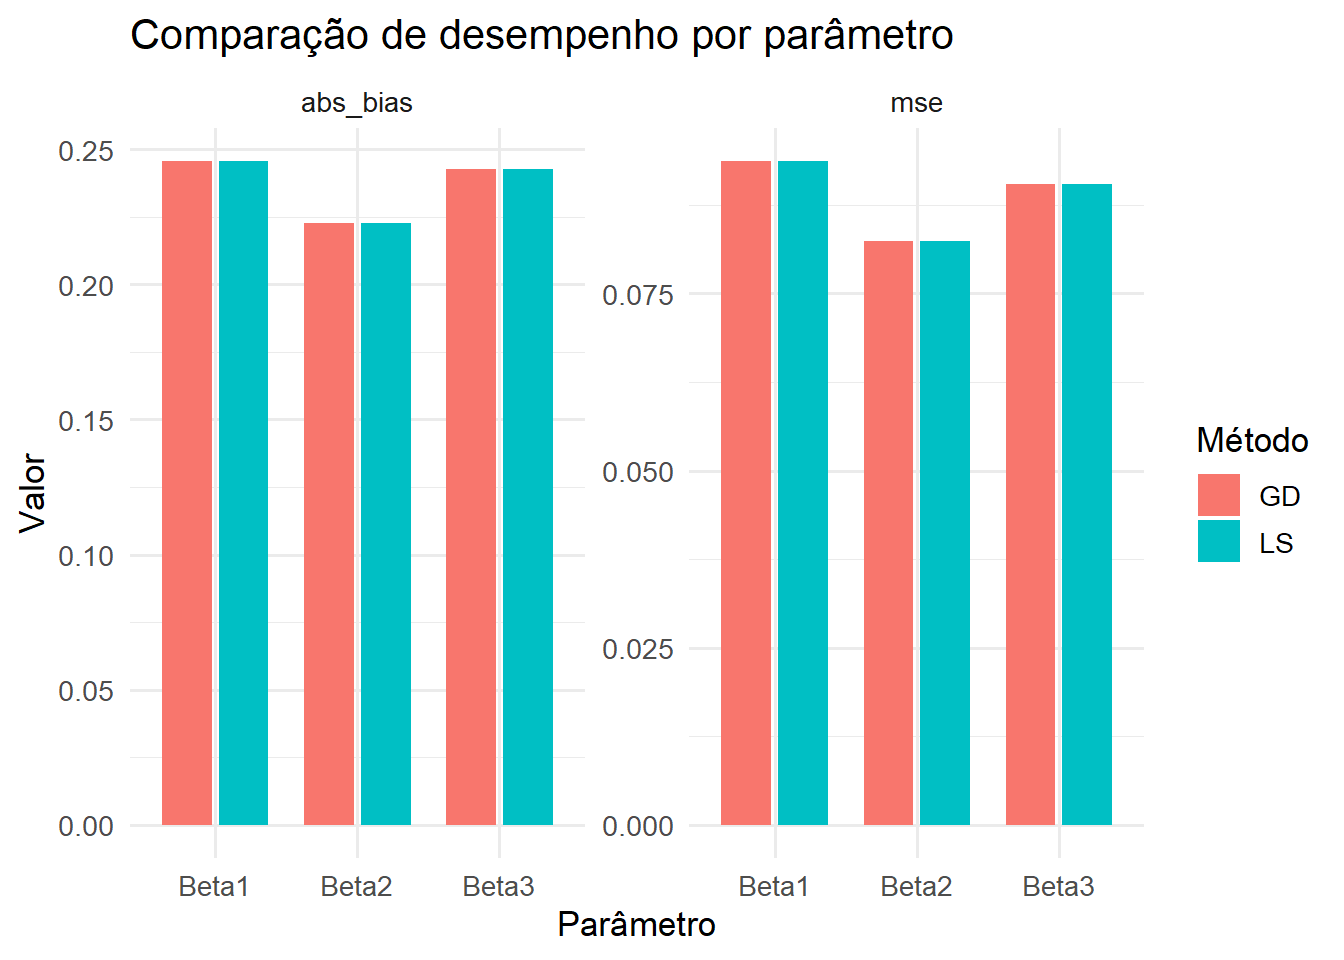 Comparação de desempenho por parâmetro
abs_bias
mse
Valor
0.25
0.20
0.15
0.10
0.05
0.00
0.075
0.050
0.025
0.000
Beta1 Beta2 Beta3
Beta1 Beta2 Beta3
Parâmetro
Método
GD
LS